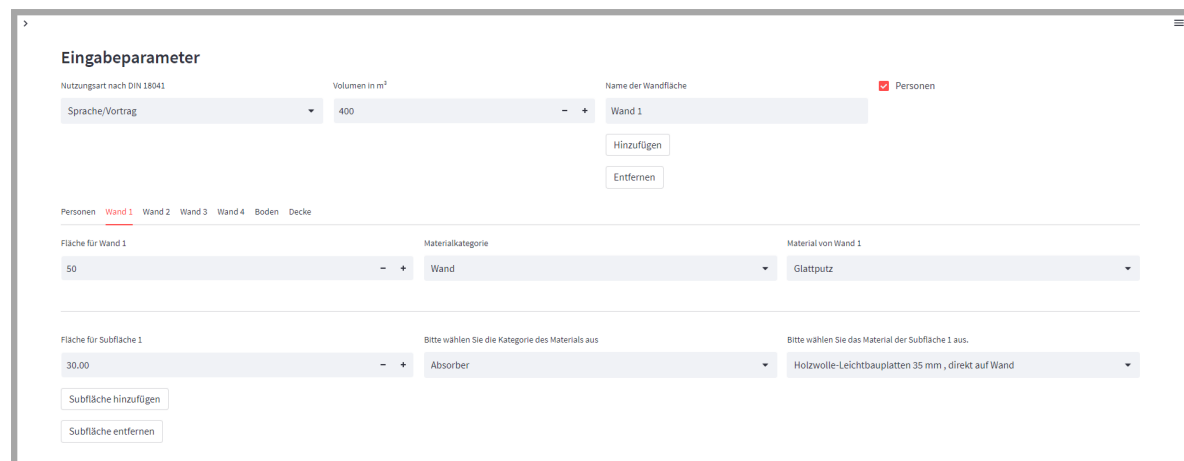 Eingabeparameter
Nutzungsart nach DIN 18041 Volumen in m³ Name der Wandfläche Personen
Sprache/Vortrag 400 − + Wand 1
Hinzufügen
Entfernen
Personen Wand 1 Wand 2 Wand 3 Wand 4 Boden Decke
Fläche für Wand 1 Materialkategorie Material von Wand 1
50 − + Wand Glattputz
Fläche für Subfläche 1 Bitte wählen Sie die Kategorie des Materials aus Bitte wählen Sie das Material der Subfläche 1 aus.
30.00 − + Absorber Holzwolle-Leichtbauplatten 35 mm , direkt auf Wand
Subfläche hinzufügen
Subfläche entfernen